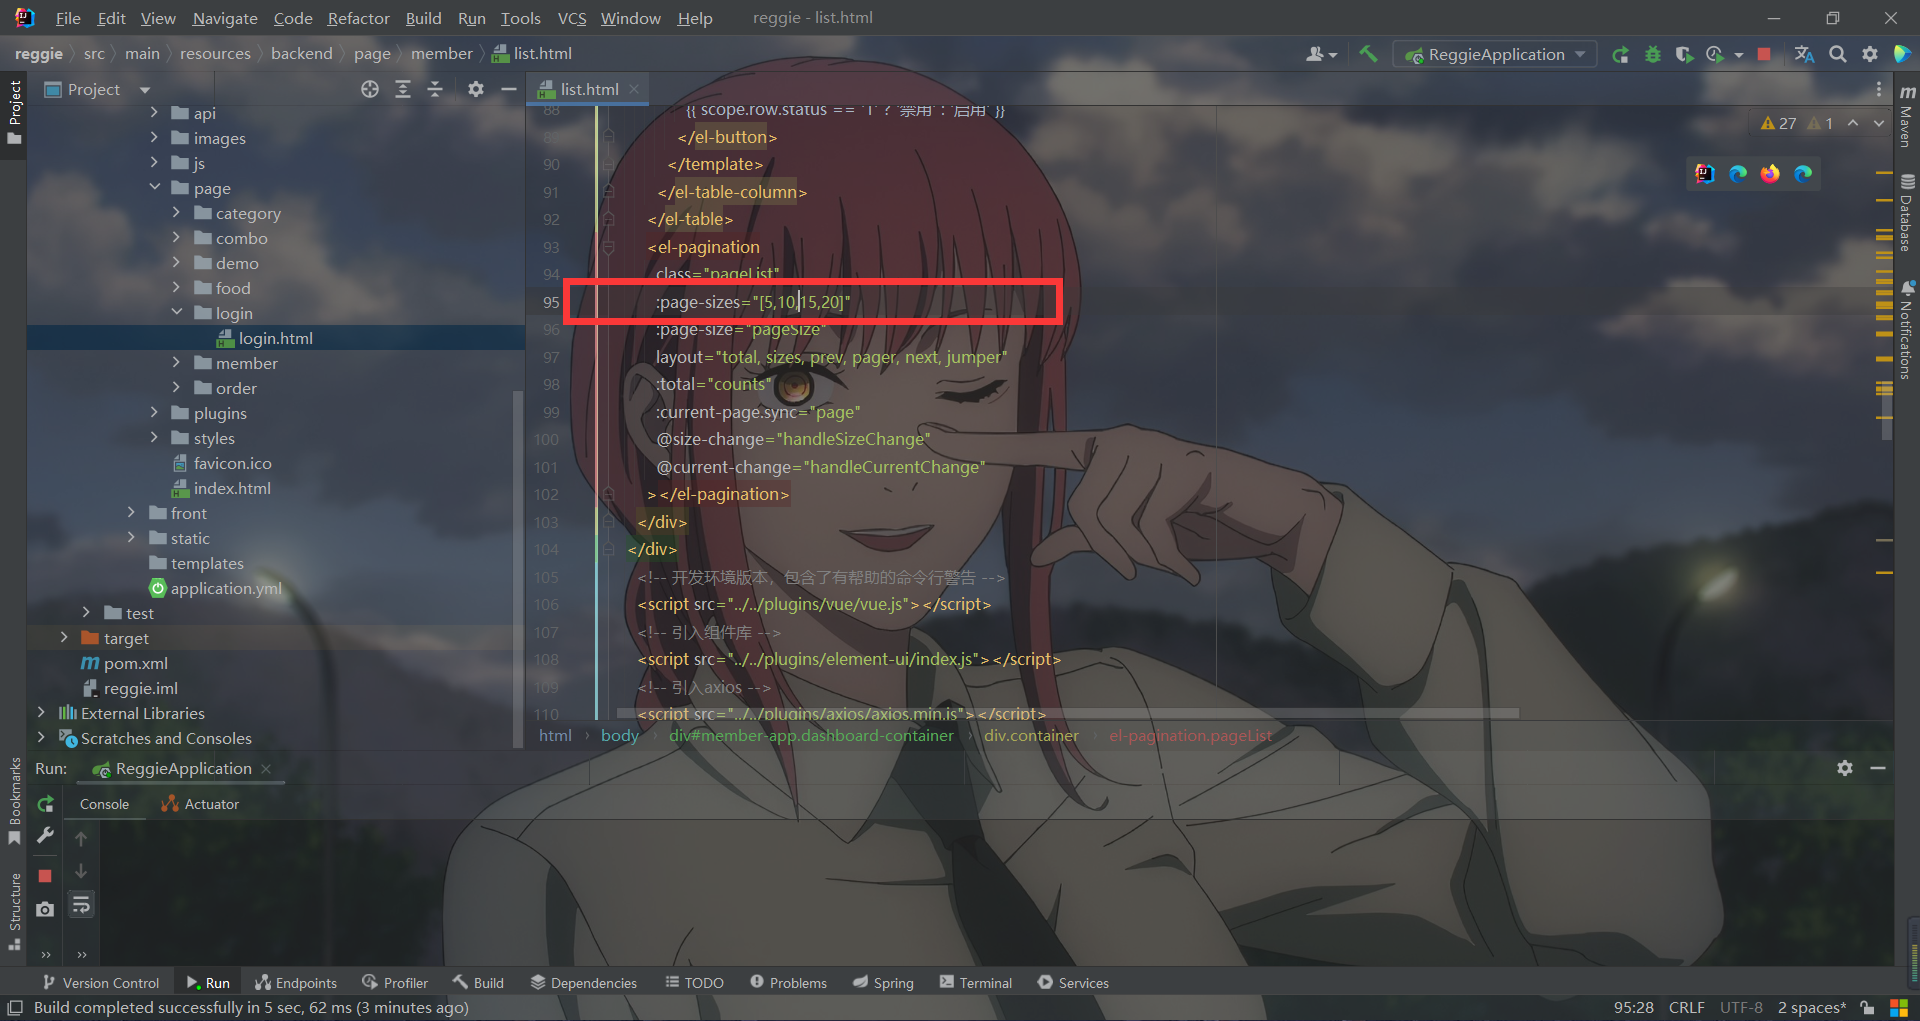 File Edit View Navigate Code Refactor Build Run Tools VCS Window Help reggie - list.html
reggie src main resources backend page member list.html ReggieApplication
Project
list.html
api
images
js
page
category
combo
demo
food
login
login.html
member
order
plugins
styles
favicon.ico
index.html
front
static
templates
application.yml
test
target
pom.xml
reggie.iml
External Libraries
Scratches and Consoles
27 1
88 {{ scope.row.status == '1' ? '禁用' : '启用' }}
89 </el-button>
90 </template>
91 </el-table-column>
92 </el-table>
93 <el-pagination
94 class="pageList"
95 :page-sizes="[5,10,15,20]"
96 :page-size="pageSize"
97 layout="total, sizes, prev, pager, next, jumper"
98 :total="counts"
99 :current-page.sync="page"
100 @size-change="handleSizeChange"
101 @current-change="handleCurrentChange"
102 ></el-pagination>
103 </div>
104 </div>
105 <!-- 开发环境版本，包含了有帮助的命令行警告 -->
106 <script src="../../plugins/vue/vue.js"></script>
107 <!-- 引入组件库 -->
108 <script src="../../plugins/element-ui/index.js"></script>
109 <!-- 引入axios -->
110 <script src="../../plugins/axios/axios.min.js"></script>
html body div#member-app.dashboard-container div.container el-pagination.pageList
Project
Bookmarks
Structure
Maven
Database
Notifications
Run: ReggieApplication
Console Actuator
Version Control Run Endpoints Profiler Build Dependencies TODO Problems Spring Terminal Services
Build completed successfully in 5 sec, 62 ms (3 minutes ago) 95:28 CRLF UTF-8 2 spaces*